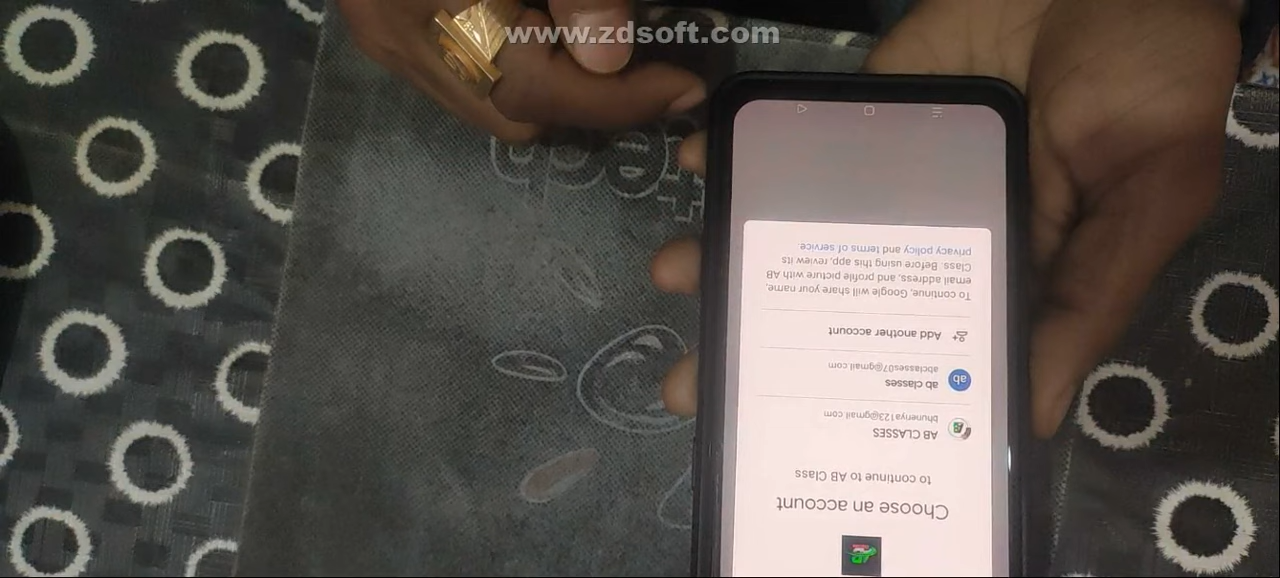 www.zdsoft.com
Choose an account
to continue to AB Class
AB CLASSES
bhuneriya123@gmail.com
ab
ab classes
abclasses07@gmail.com
Add another account
To continue, Google will share your name,
email address, and profile picture with AB
Class. Before using this app, review its
privacy policy and terms of service.